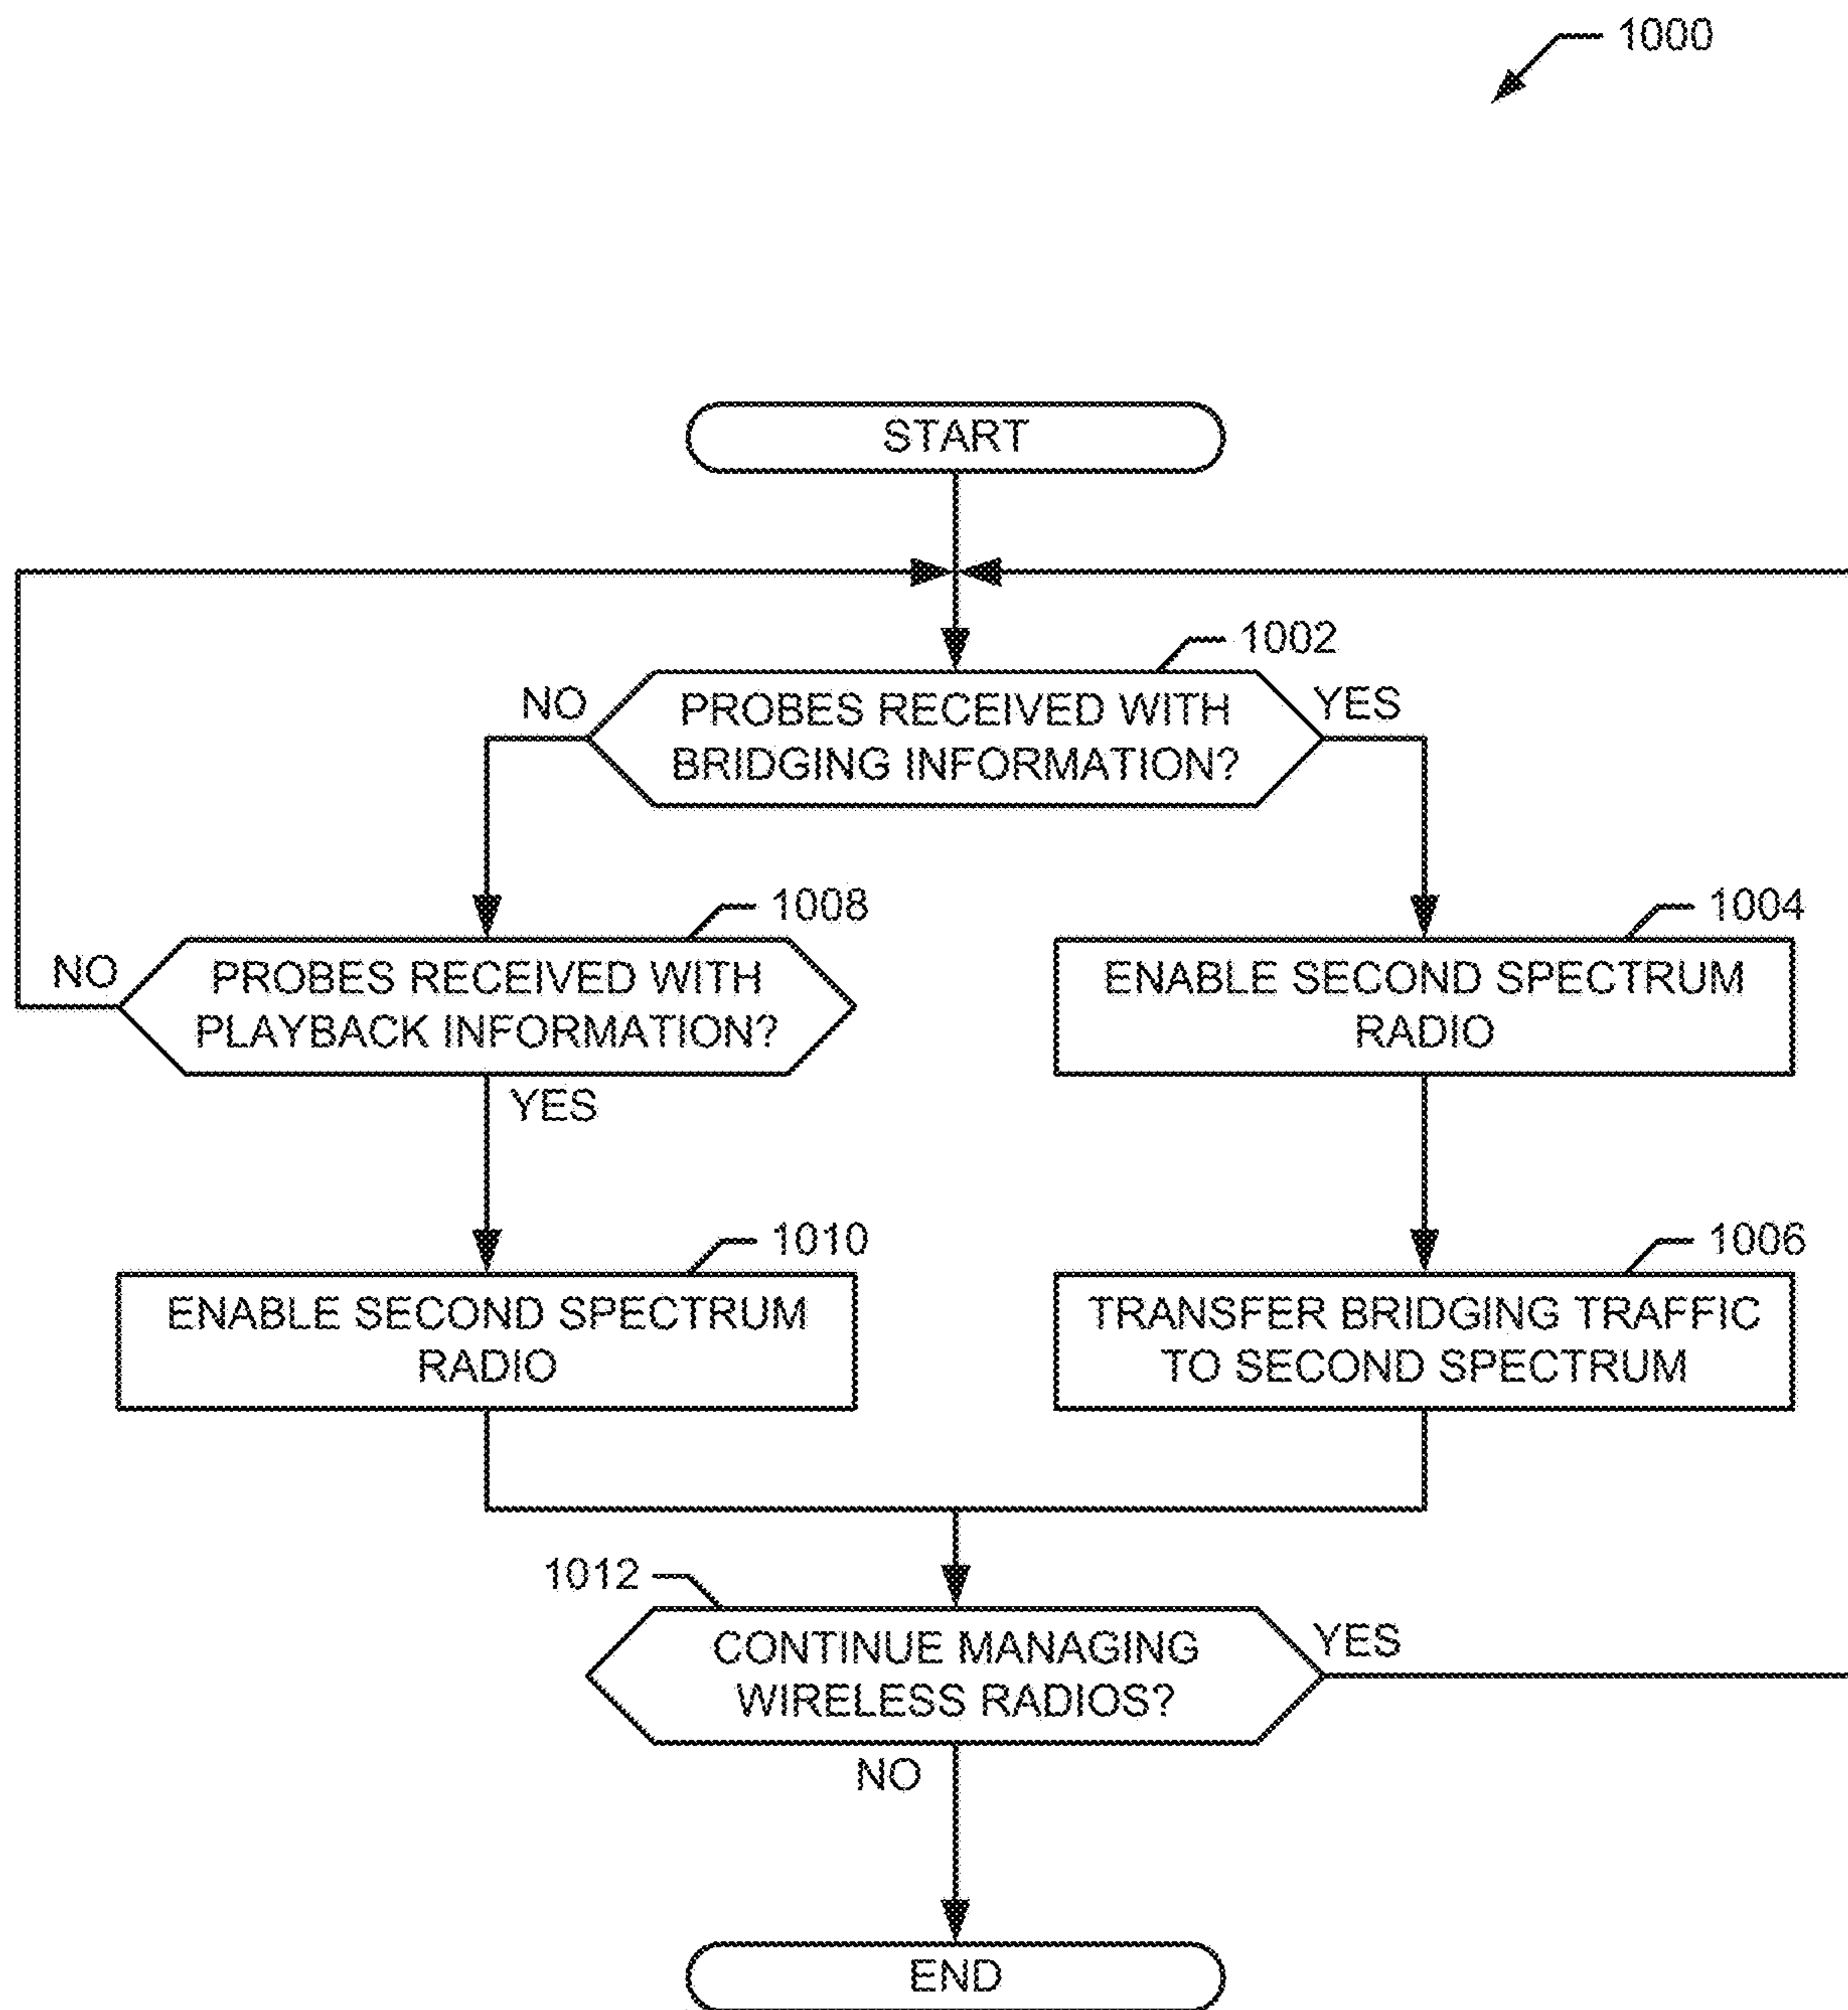 1000
START
1002
NO
PROBES RECEIVED WITH
BRIDGING INFORMATION?
YES
1008
1004
NO
PROBES RECEIVED WITH
PLAYBACK INFORMATION?
YES
ENABLE SECOND SPECTRUM
RADIO
1010
1006
ENABLE SECOND SPECTRUM
RADIO
TRANSFER BRIDGING TRAFFIC
TO SECOND SPECTRUM
1012
CONTINUE MANAGING
WIRELESS RADIOS?
YES
NO
END